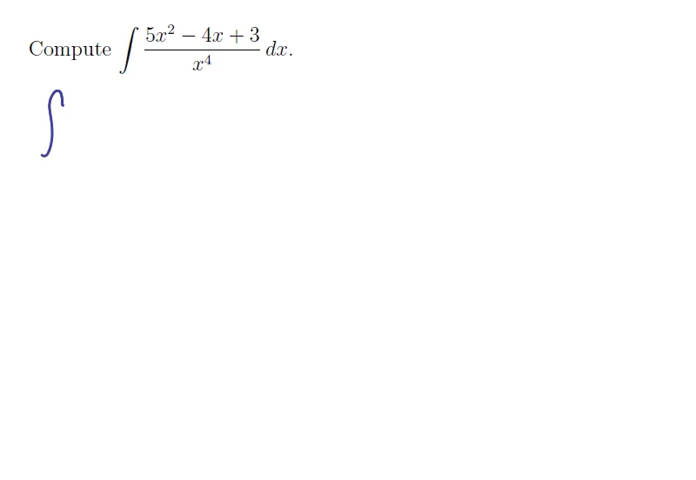 Compute ∫ (5x² − 4x + 3)/x⁴ dx.
∫